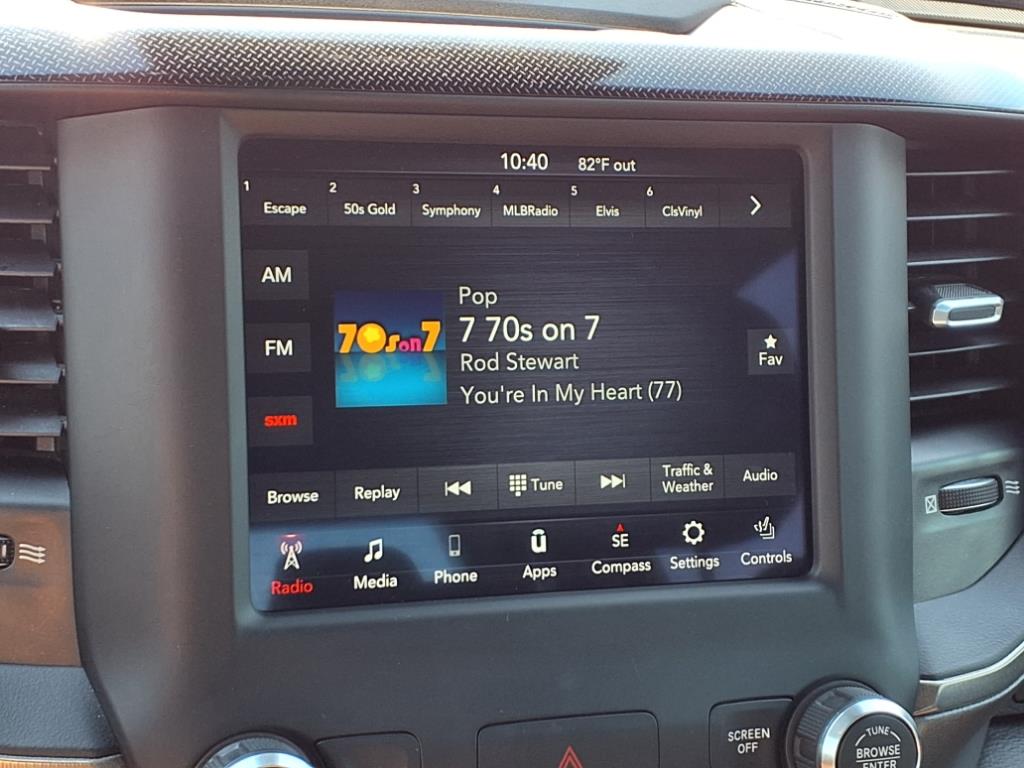 10:40 82°F out
1 Escape 2 50s Gold 3 Symphony 4 MLBRadio 5 Elvis 6 ClsVinyl
AM
FM
sxm
70s on 7
Pop
7 70s on 7
Rod Stewart
You're In My Heart (77)
Fav
Browse Replay Tune Traffic &
Weather Audio
Radio Media Phone Apps SE
Compass Settings Controls
SCREEN
OFF
TUNE
BROWSE
ENTER